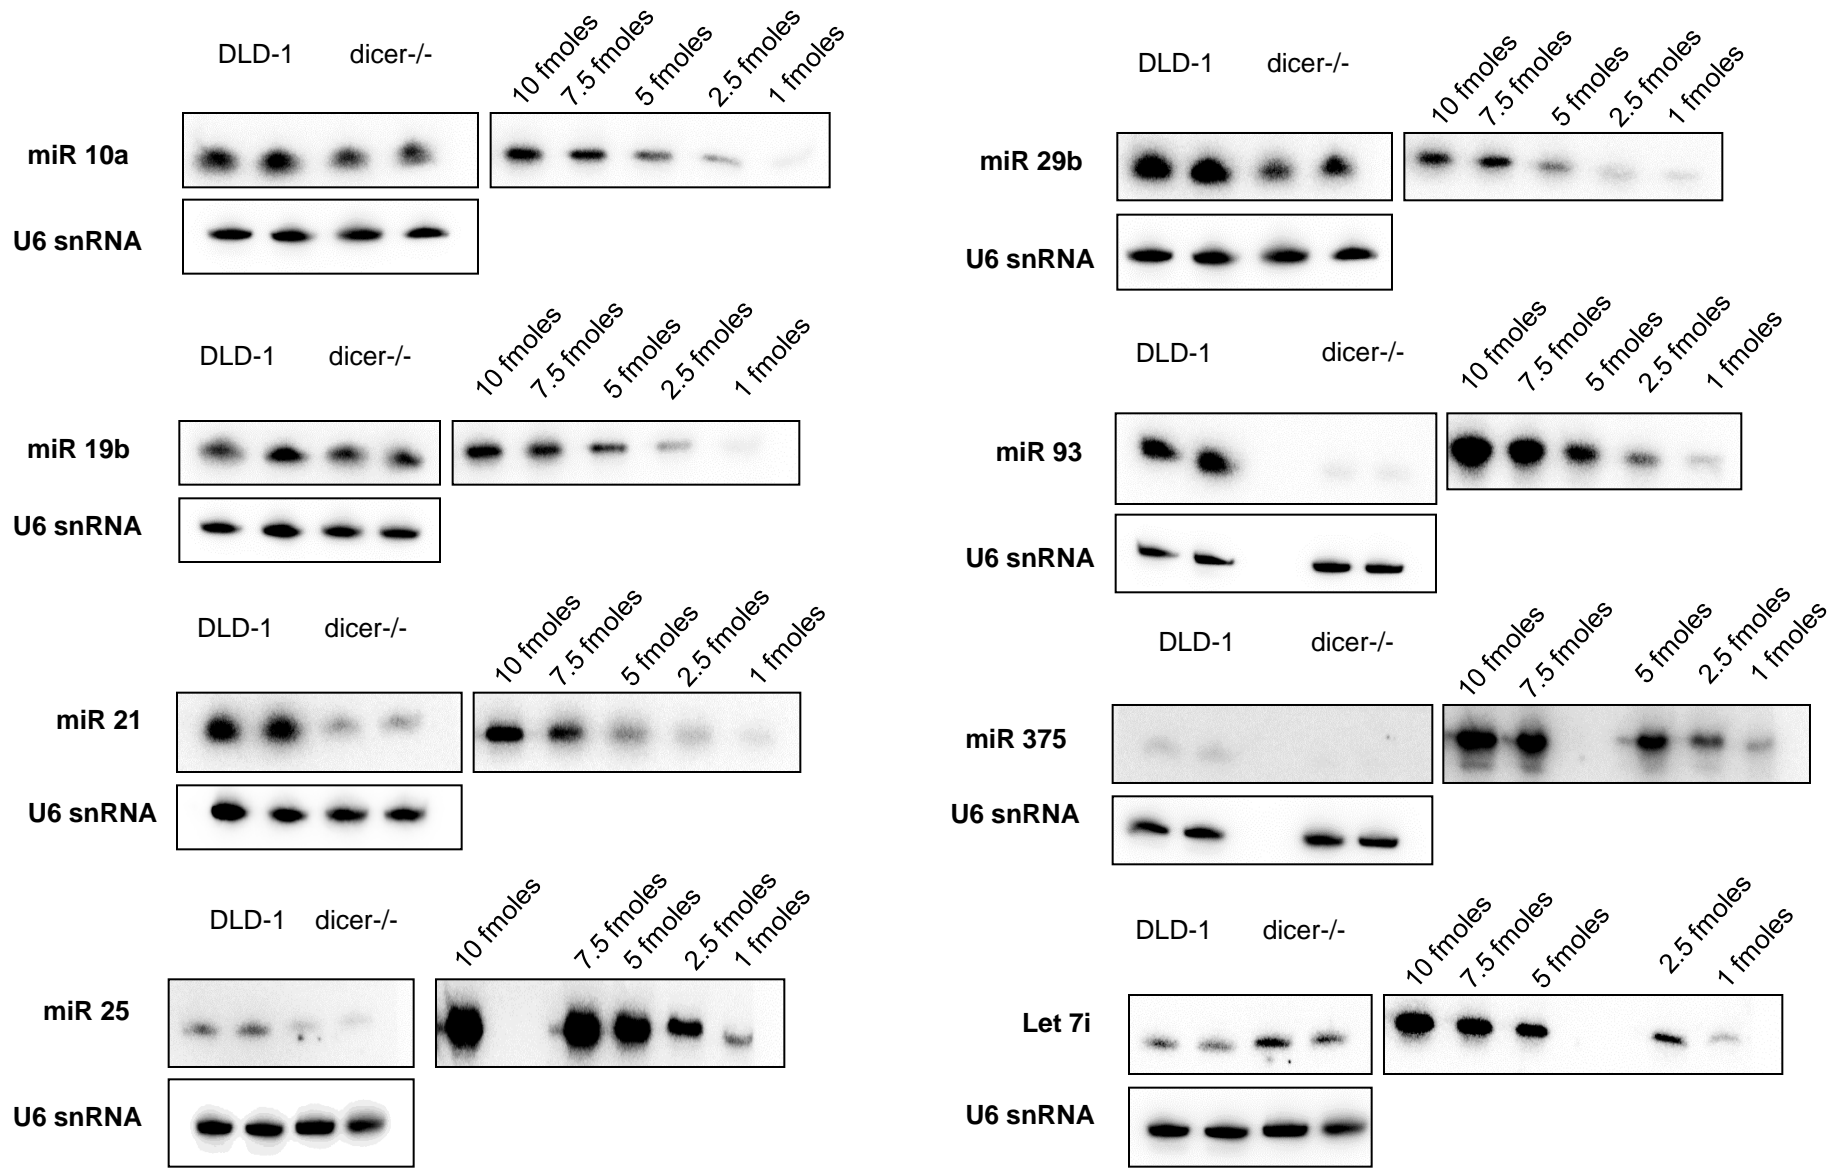 DLD-1 dicer-/- 10 fmoles 7.5 fmoles 5 fmoles 2.5 fmoles 1 fmoles
miR 10a
U6 snRNA
DLD-1 dicer-/- 10 fmoles 7.5 fmoles 5 fmoles 2.5 fmoles 1 fmoles
miR 19b
U6 snRNA
DLD-1 dicer-/- 10 fmoles 7.5 fmoles 5 fmoles 2.5 fmoles 1 fmoles
miR 21
U6 snRNA
DLD-1 dicer-/- 10 fmoles 7.5 fmoles 5 fmoles 2.5 fmoles 1 fmoles
miR 25
U6 snRNA
DLD-1 dicer-/- 10 fmoles 7.5 fmoles 5 fmoles 2.5 fmoles 1 fmoles
miR 29b
U6 snRNA
DLD-1 dicer-/- 10 fmoles 7.5 fmoles 5 fmoles 2.5 fmoles 1 fmoles
miR 93
U6 snRNA
DLD-1 dicer-/- 10 fmoles 7.5 fmoles 5 fmoles 2.5 fmoles 1 fmoles
miR 375
U6 snRNA
DLD-1 dicer-/- 10 fmoles 7.5 fmoles 5 fmoles 2.5 fmoles 1 fmoles
Let 7i
U6 snRNA